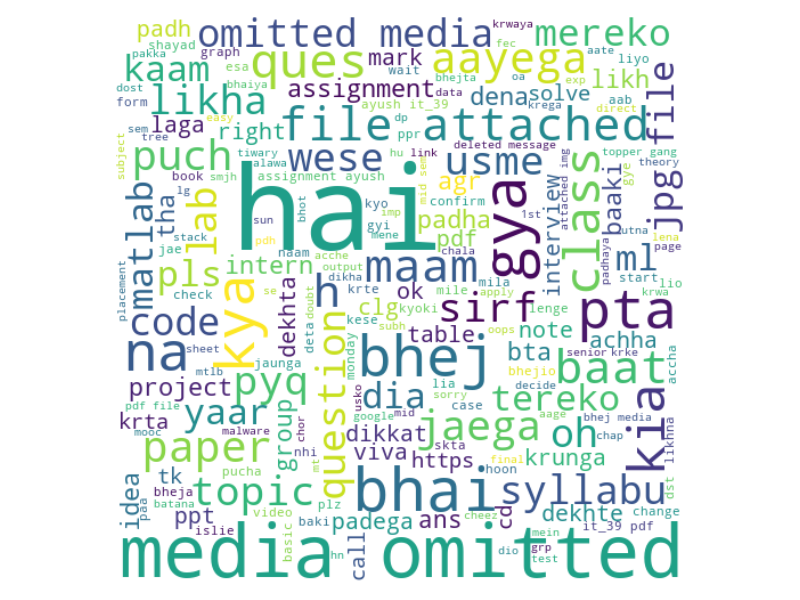 padh
shayad
omitted media
krwaya
mereko
pakka
graph
ques
mark
fec
aate
kaam
esa
bhaiya
wait
aayega
oa
liyo
dost
bhejta
exp
aab
likh
form
data
krega
direct
likha
assignment
dena
solve
file
easy
ayush it_39
dp
sem
laga
right
file attached
tree
ppr
deleted message
img
topper gang
subject
puch
tiwary
hu
link
theory
book
malawa
wese
usme
baaki
gye
lg
smjh
assignment ayush
mid sem
agr
confirm
jpg
matlab
lab
tha
sun
bhot
hai
kyo
imp
padha
gya
1st
interview
class
attached
kutna
lena
naam
gyi
mene
pdf
padhaya
page
stack
pdh
acche
maam
chala
mila
ml
jae
intern
dikha
output
start
lio
placement
pls
check
se
apply
krwa
krte
mile
kyoki
lenge
h
ok
clg
sirf
pta
code
dekhta
doubt
deta
kese
subh
table
oops
note
achha
na
sheet
kya
monday
bhej
bta
baat
senior
krke
mtlb
jaunga
bhejio
accha
project
pyq
dia
lia
sorry
decide
tereko
kia
pdf file
usko
google
mid
case
aage
krta
yaar
group
question
jaega
oh
bhej media
mooc
malware
chor
dikkat
skta
final
chap
likhna
paper
nhi
viva
https
hoon
krunga
tk
pucha
mt
plz
cheez
dst
idea
paa
bheja
topic
bhai
syllabu
batana
ppt
video
baki
padega
ans
cd
dekhte
change
islie
basic
call
mein
it_39 pdf
hn
dio
grp
test
media omitted